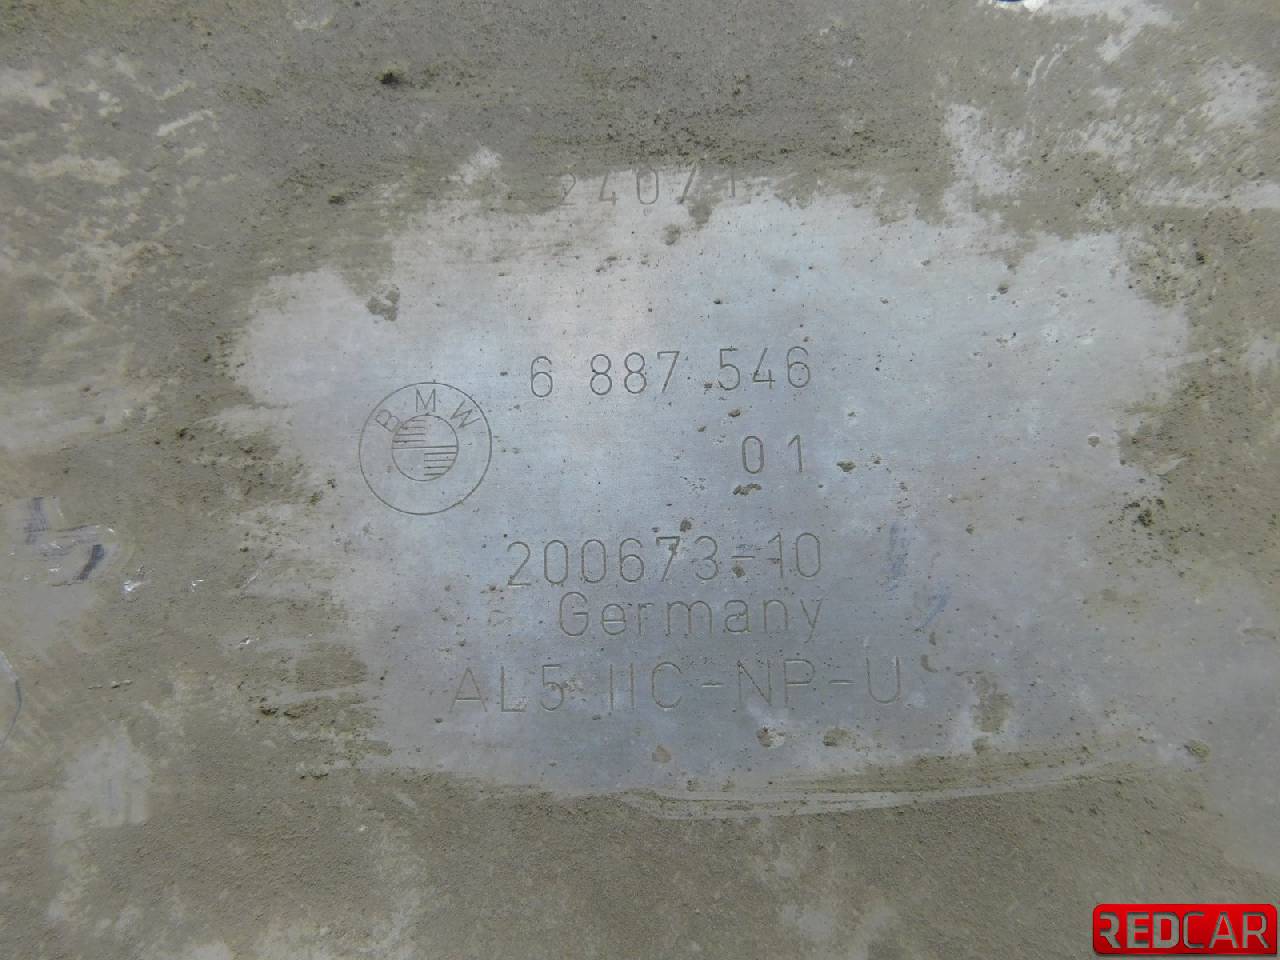 24071
6 887 546
BMW
01
200673-10
Germany
AL5 IIC-NP-U
REDCAR